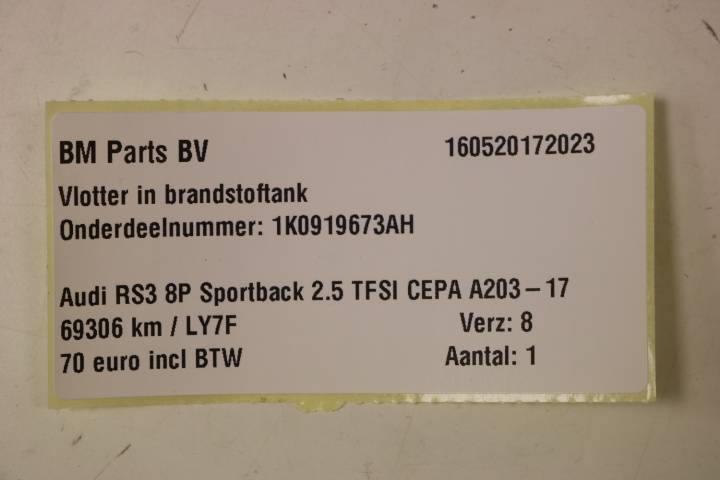 BM Parts BV 160520172023
Vlotter in brandstoftank
Onderdeelnummer: 1K0919673AH
Audi RS3 8P Sportback 2.5 TFSI CEPA A203-17
69306 km / LY7F Verz: 8
70 euro incl BTW Aantal: 1